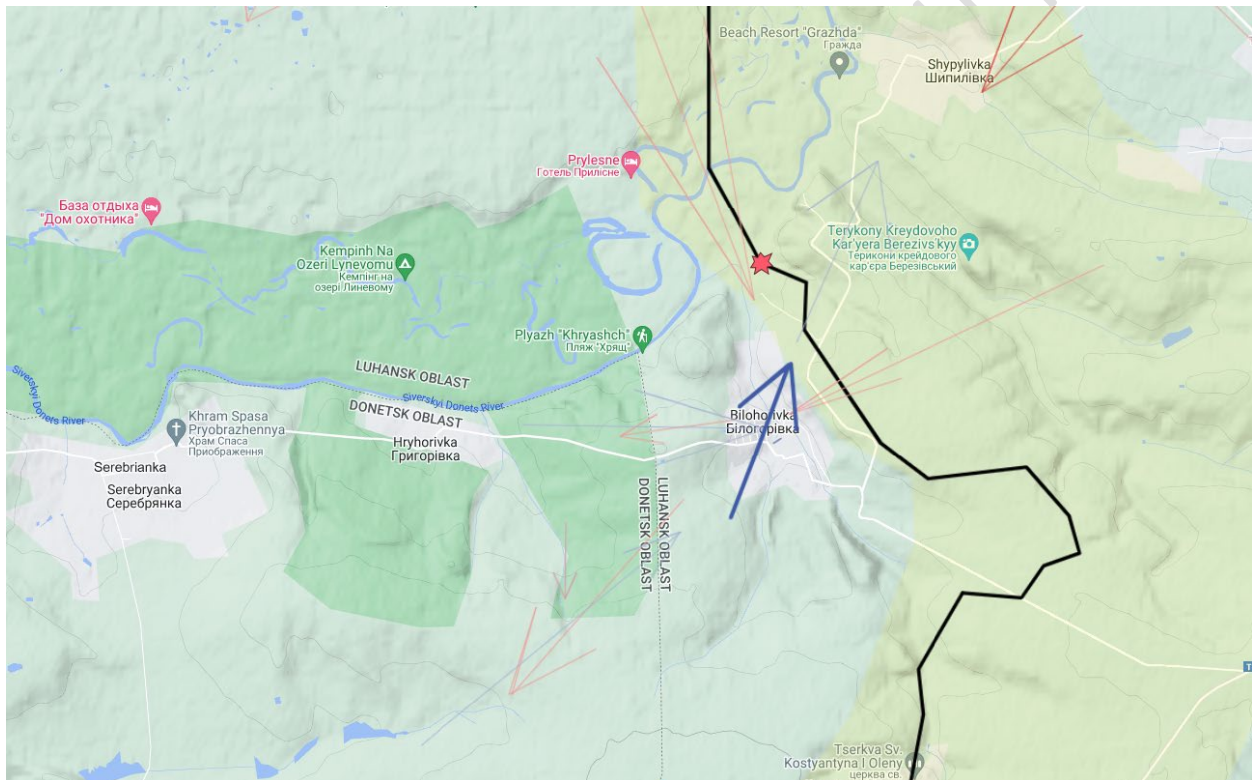 Beach Resort "Grazhda"
Гражда
Shypylivka
Шипилівка
Prylesne
Готель Прилісне
База отдыха
"Дом охотника"
Kempinh Na
Ozeri Lynevomu
Кемпінг на
озері Линевому
Terykony Kreydovoho
Kar'yera Berezivs'kyy
Терикони крейдового
кар'єра Березівський
Plyazh "Khryashch"
Пляж "Хрящ"
LUHANSK OBLAST
DONETSK OBLAST
Siverskyi Donets River
Siverskyi Donets River
Khram Spasa
Pryobrazhennya
Храм Спаса
Приображення
Hryhorivka
Григорівка
Bilohorivka
Білогорівка
Serebrianka
Serebryanka
Серебрянка
LUHANSK OBLAST
DONETSK OBLAST
Tserkva Sv.
Kostyantyna I Oleny
церква св.